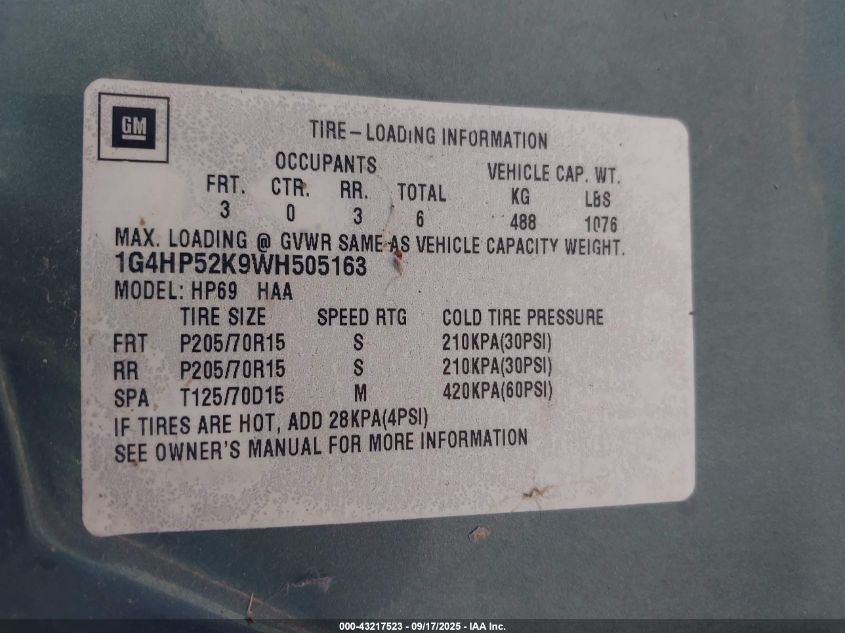 GM
TIRE-LOADING INFORMATION
OCCUPANTS VEHICLE CAP. WT.
FRT. CTR. RR. TOTAL KG LBS
3 0 3 6 488 1076
MAX. LOADING @ GVWR SAME AS VEHICLE CAPACITY WEIGHT.
1G4HP52K9WH505163
MODEL: HP69 HAA
TIRE SIZE SPEED RTG COLD TIRE PRESSURE
FRT P205/70R15 S 210KPA(30PSI)
RR P205/70R15 S 210KPA(30PSI)
SPA T125/70D15 M 420KPA(60PSI)
IF TIRES ARE HOT, ADD 28KPA(4PSI)
SEE OWNER'S MANUAL FOR MORE INFORMATION
000-43217523 - 09/17/2025 - IAA Inc.